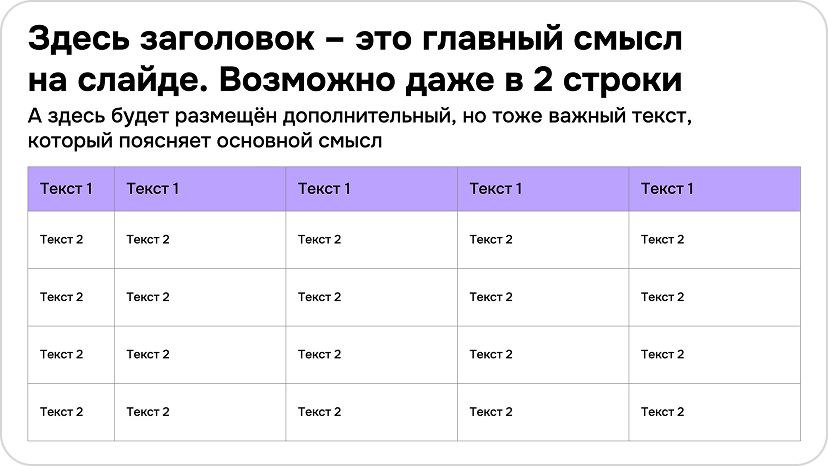 Здесь заголовок – это главный смысл
на слайде. Возможно даже в 2 строки
А здесь будет размещён дополнительный, но тоже важный текст,
который поясняет основной смысл
Текст 1 Текст 1 Текст 1 Текст 1 Текст 1
Текст 2 Текст 2 Текст 2 Текст 2 Текст 2
Текст 2 Текст 2 Текст 2 Текст 2 Текст 2
Текст 2 Текст 2 Текст 2 Текст 2 Текст 2
Текст 2 Текст 2 Текст 2 Текст 2 Текст 2